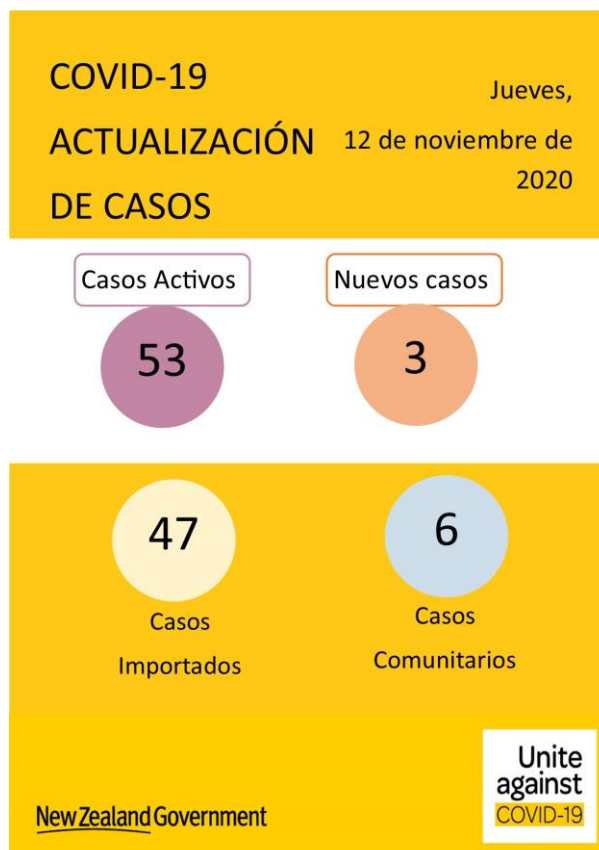 COVID-19
ACTUALIZACIÓN
DE CASOS
Jueves,
12 de noviembre de
2020
Casos Activos
Nuevos casos
53
3
47
6
Casos
Importados
Casos
Comunitarios
New Zealand Government
Unite
against
COVID-19